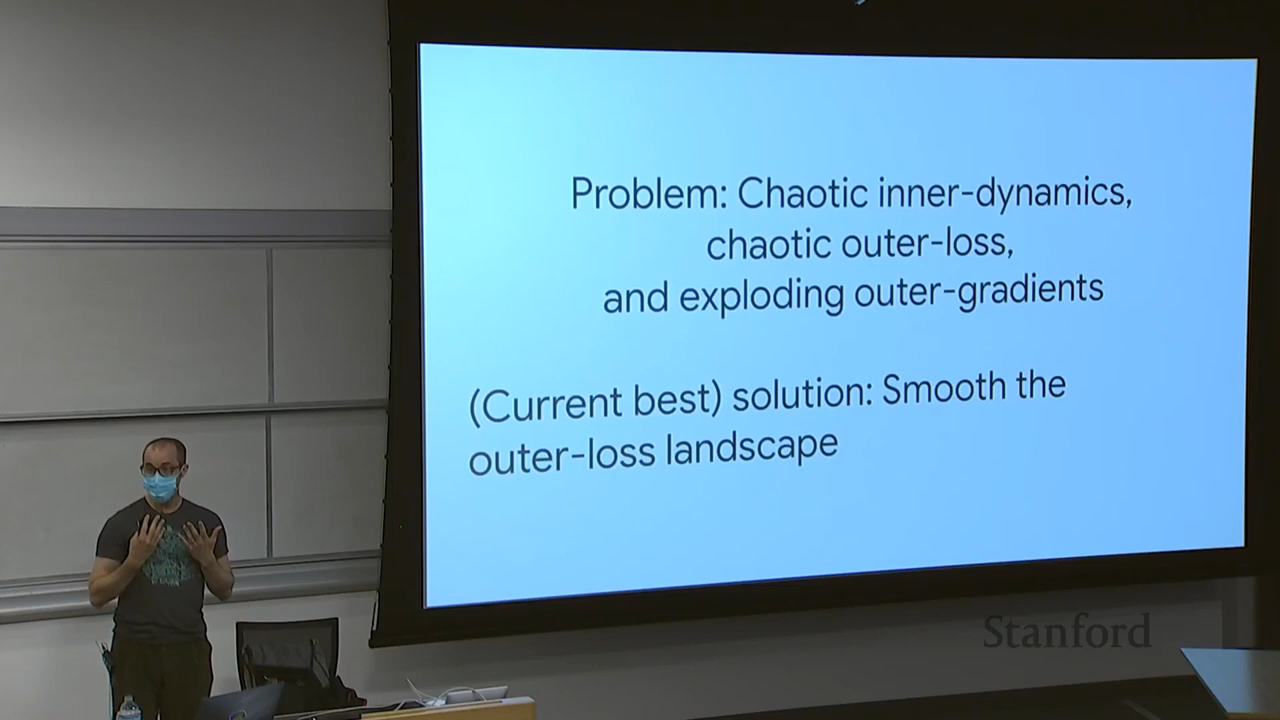 Problem: Chaotic inner-dynamics,
chaotic outer-loss,
and exploding outer-gradients
(Current best) solution: Smooth the
outer-loss landscape
Stanford